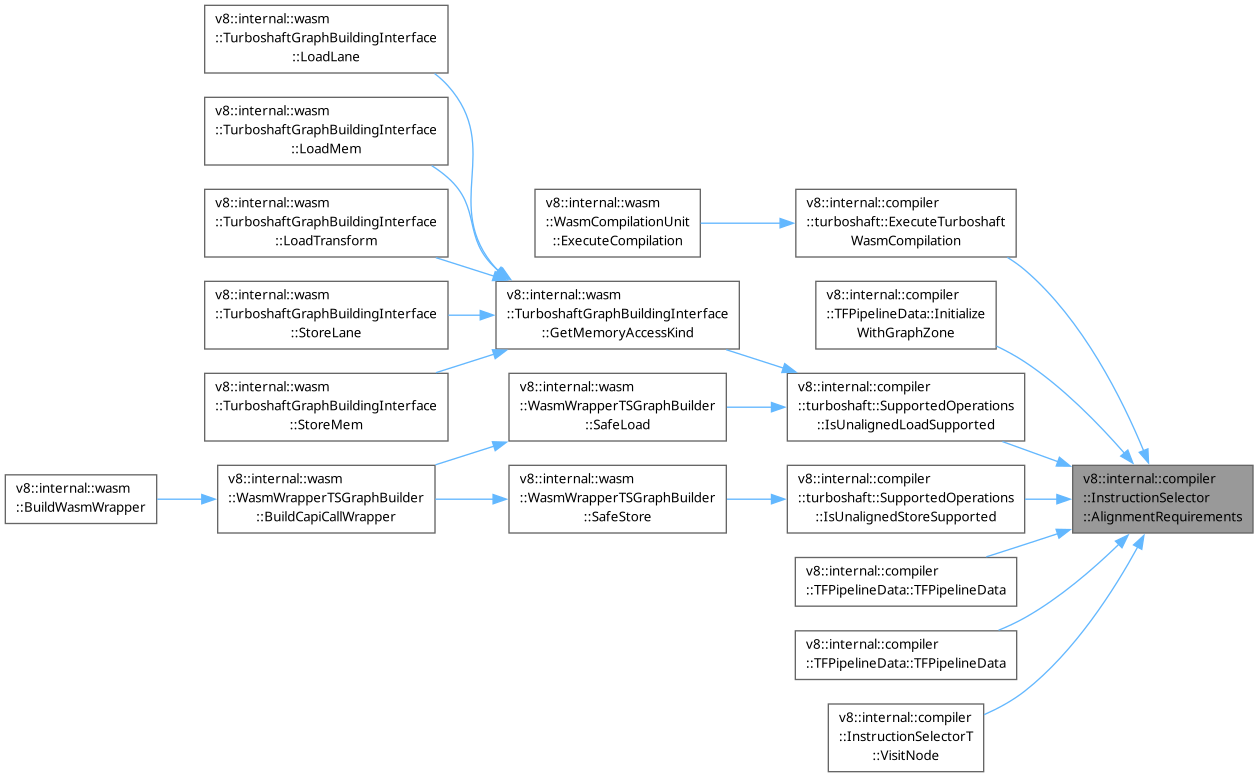 v8::internal::wasm
::TurboshaftGraphBuildingInterface
::LoadLane
v8::internal::wasm
::TurboshaftGraphBuildingInterface
::LoadMem
v8::internal::wasm
::TurboshaftGraphBuildingInterface
::LoadTransform
v8::internal::wasm
::TurboshaftGraphBuildingInterface
::StoreLane
v8::internal::wasm
::TurboshaftGraphBuildingInterface
::StoreMem
v8::internal::wasm
::BuildWasmWrapper
v8::internal::wasm
::WasmWrapperTSGraphBuilder
::BuildCapiCallWrapper
v8::internal::wasm
::WasmCompilationUnit
::ExecuteCompilation
v8::internal::wasm
::TurboshaftGraphBuildingInterface
::GetMemoryAccessKind
v8::internal::wasm
::WasmWrapperTSGraphBuilder
::SafeLoad
v8::internal::wasm
::WasmWrapperTSGraphBuilder
::SafeStore
v8::internal::compiler
::turboshaft::ExecuteTurboshaft
WasmCompilation
v8::internal::compiler
::TFPipelineData::Initialize
WithGraphZone
v8::internal::compiler
::turboshaft::SupportedOperations
::IsUnalignedLoadSupported
v8::internal::compiler
::turboshaft::SupportedOperations
::IsUnalignedStoreSupported
v8::internal::compiler
::TFPipelineData::TFPipelineData
v8::internal::compiler
::TFPipelineData::TFPipelineData
v8::internal::compiler
::InstructionSelectorT
::VisitNode
v8::internal::compiler
::InstructionSelector
::AlignmentRequirements